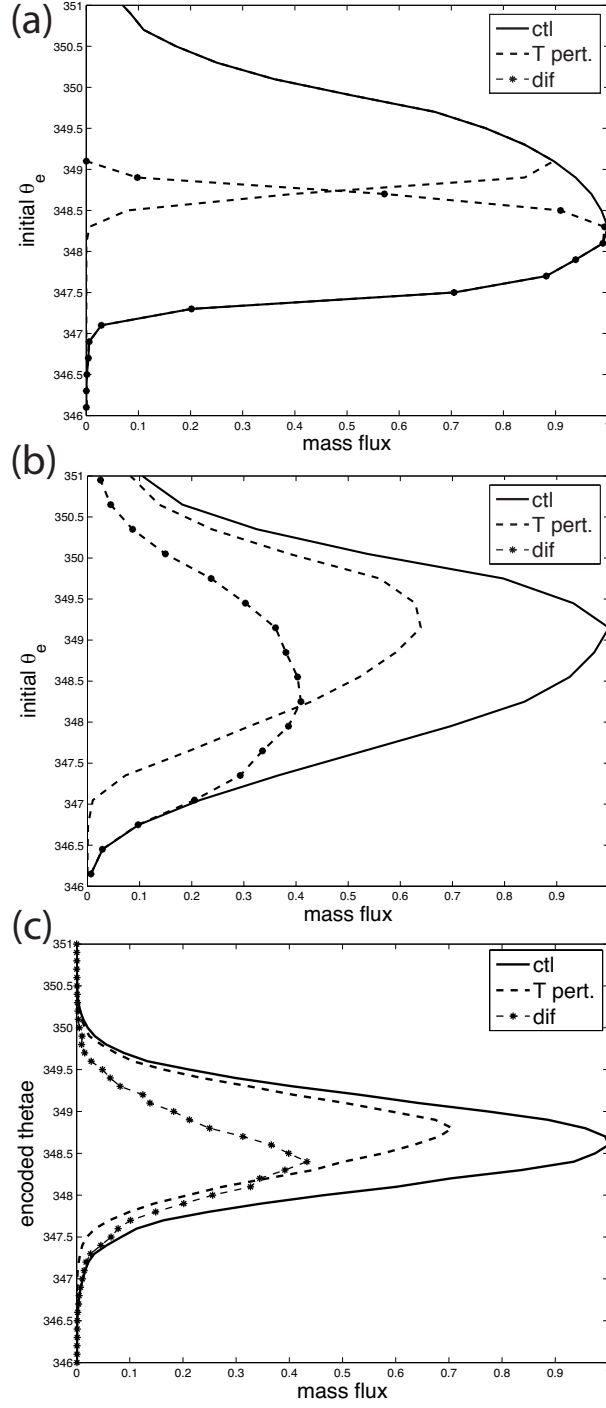 (a)
351
350.5
350
349.5
349
348.5
348
347.5
347
346.5
346
initial θe
0 0.1 0.2 0.3 0.4 0.5 0.6 0.7 0.8 0.9 1
mass flux
ctl
T pert.
dif
(b)
351
350.5
350
349.5
349
348.5
348
347.5
347
346.5
346
initial θe
0 0.1 0.2 0.3 0.4 0.5 0.6 0.7 0.8 0.9
mass flux
ctl
T pert.
dif
(c)
351
350.5
350
349.5
349
348.5
348
347.5
347
346.5
346
encoded thetae
0 0.1 0.2 0.3 0.4 0.5 0.6 0.7 0.8 0.9
mass flux
ctl
T pert.
dif